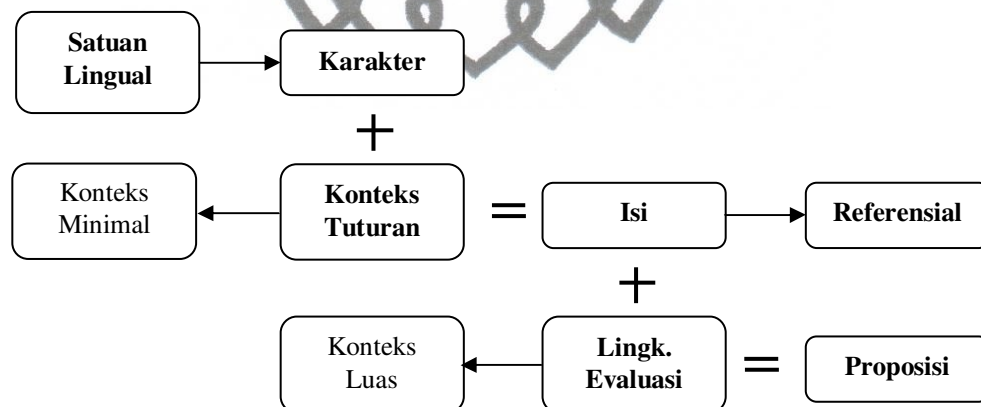 Satuan
Lingual
Karakter
+
Konteks
Minimal
Konteks
Tuturan
=
Isi
Referensial
+
Konteks
Luas
Lingk.
Evaluasi
=
Proposisi